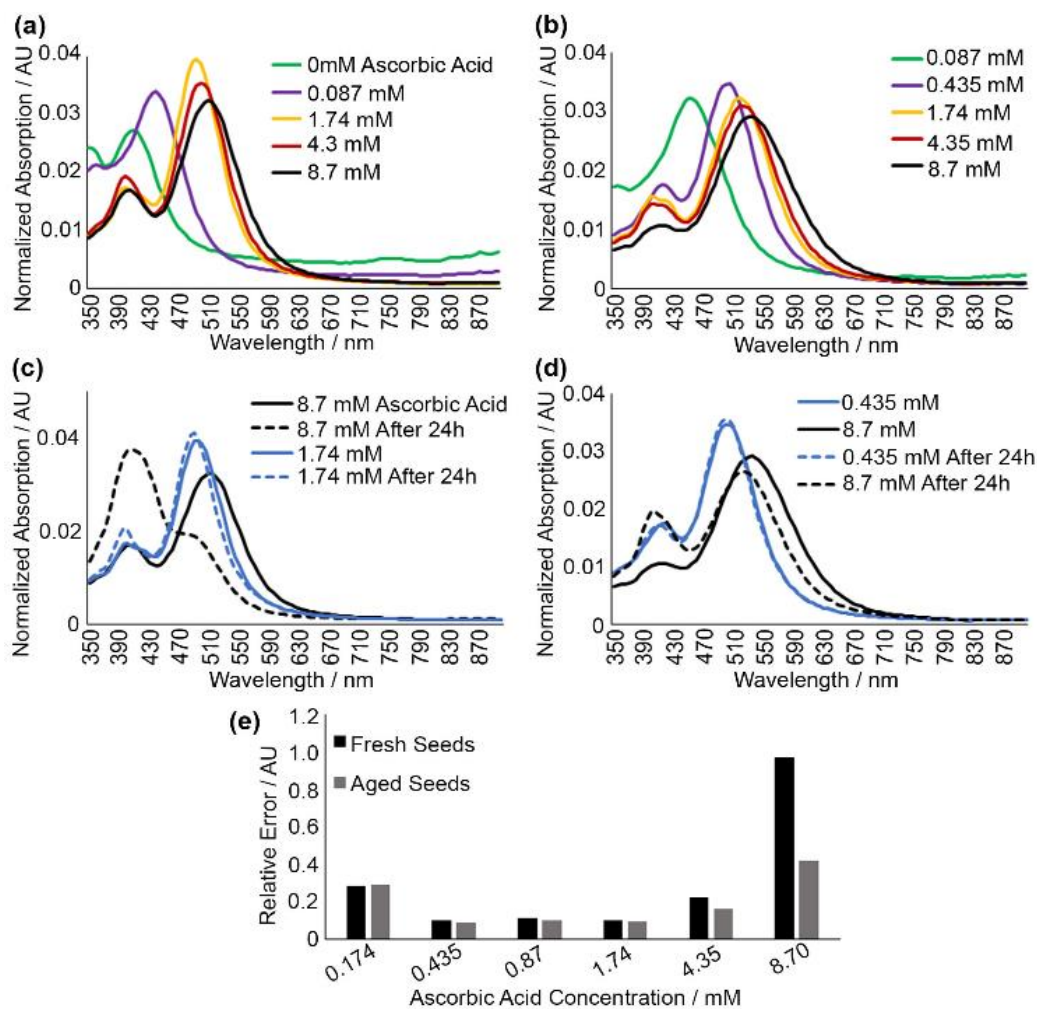 (a)
Normalized Absorption / AU
0.04
0.03
0.02
0.01
0
350 390 430 470 510 550 590 630 670 710 750 790 830 870
Wavelength / nm
0mM Ascorbic Acid
0.087 mM
1.74 mM
4.3 mM
8.7 mM
(b)
Normalized Absorption / AU
0.04
0.03
0.02
0.01
0
350 390 430 470 510 550 590 630 670 710 750 790 830 870
Wavelength / nm
0.087 mM
0.435 mM
1.74 mM
4.35 mM
8.7 mM
(c)
Normalized Absorption / AU
0.04
0.02
0
350 390 430 470 510 550 590 630 670 710 750 790 830 870
Wavelength / nm
8.7 mM Ascorbic Acid
8.7 mM After 24h
1.74 mM
1.74 mM After 24h
(d)
Normalized Absorption / AU
0.04
0.03
0.02
0.01
0
350 390 430 470 510 550 590 630 670 710 750 790 830 870
Wavelength / nm
0.435 mM
8.7 mM
0.435 mM After 24h
8.7 mM After 24h
(e)
Relative Error / AU
1.2
1.0
0.8
0.6
0.4
0.2
0
Fresh Seeds
Aged Seeds
0.174 0.435 0.87 1.74 4.35 8.70
Ascorbic Acid Concentration / mM